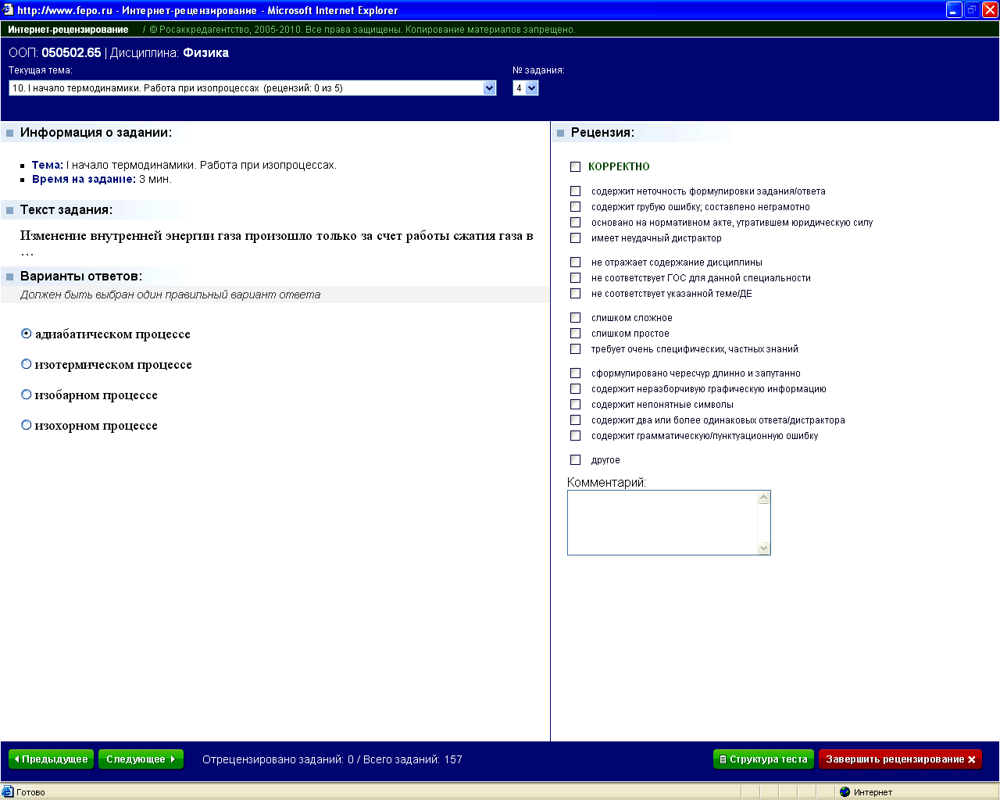 http://www.fepo.ru - Интернет-рецензирование - Microsoft Internet Explorer
Интернет-рецензирование / © Росаккредагентство, 2005-2010. Все права защищены. Копирование материалов запрещено.
ООП: 050502.65 | Дисциплина: Физика
Текущая тема: № задания:
10. I начало термодинамики. Работа при изопроцессах (рецензий: 0 из 5) 4
Информация о задании:
Тема: I начало термодинамики. Работа при изопроцессах.
Время на задание: 3 мин.
Текст задания:
Изменение внутренней энергии газа произошло только за счет работы сжатия газа в
…
Варианты ответов:
Должен быть выбран один правильный вариант ответа
адиабатическом процессе
изотермическом процессе
изобарном процессе
изохорном процессе
Рецензия:
КОРРЕКТНО
содержит неточность формулировки задания/ответа
содержит грубую ошибку; составлено неграмотно
основано на нормативном акте, утратившем юридическую силу
имеет неудачный дистрактор
не отражает содержание дисциплины
не соответствует ГОС для данной специальности
не соответствует указанной теме/ДЕ
слишком сложное
слишком простое
требует очень специфических, частных знаний
сформулировано чересчур длинно и запутанно
содержит неразборчивую графическую информацию
содержит непонятные символы
содержит два или более одинаковых ответа/дистрактора
содержит грамматическую/пунктуационную ошибку
другое
Комментарий:
Предыдущее Следующее Отрецензировано заданий: 0 / Всего заданий: 157 Структура теста Завершить рецензирование
Готово Интернет